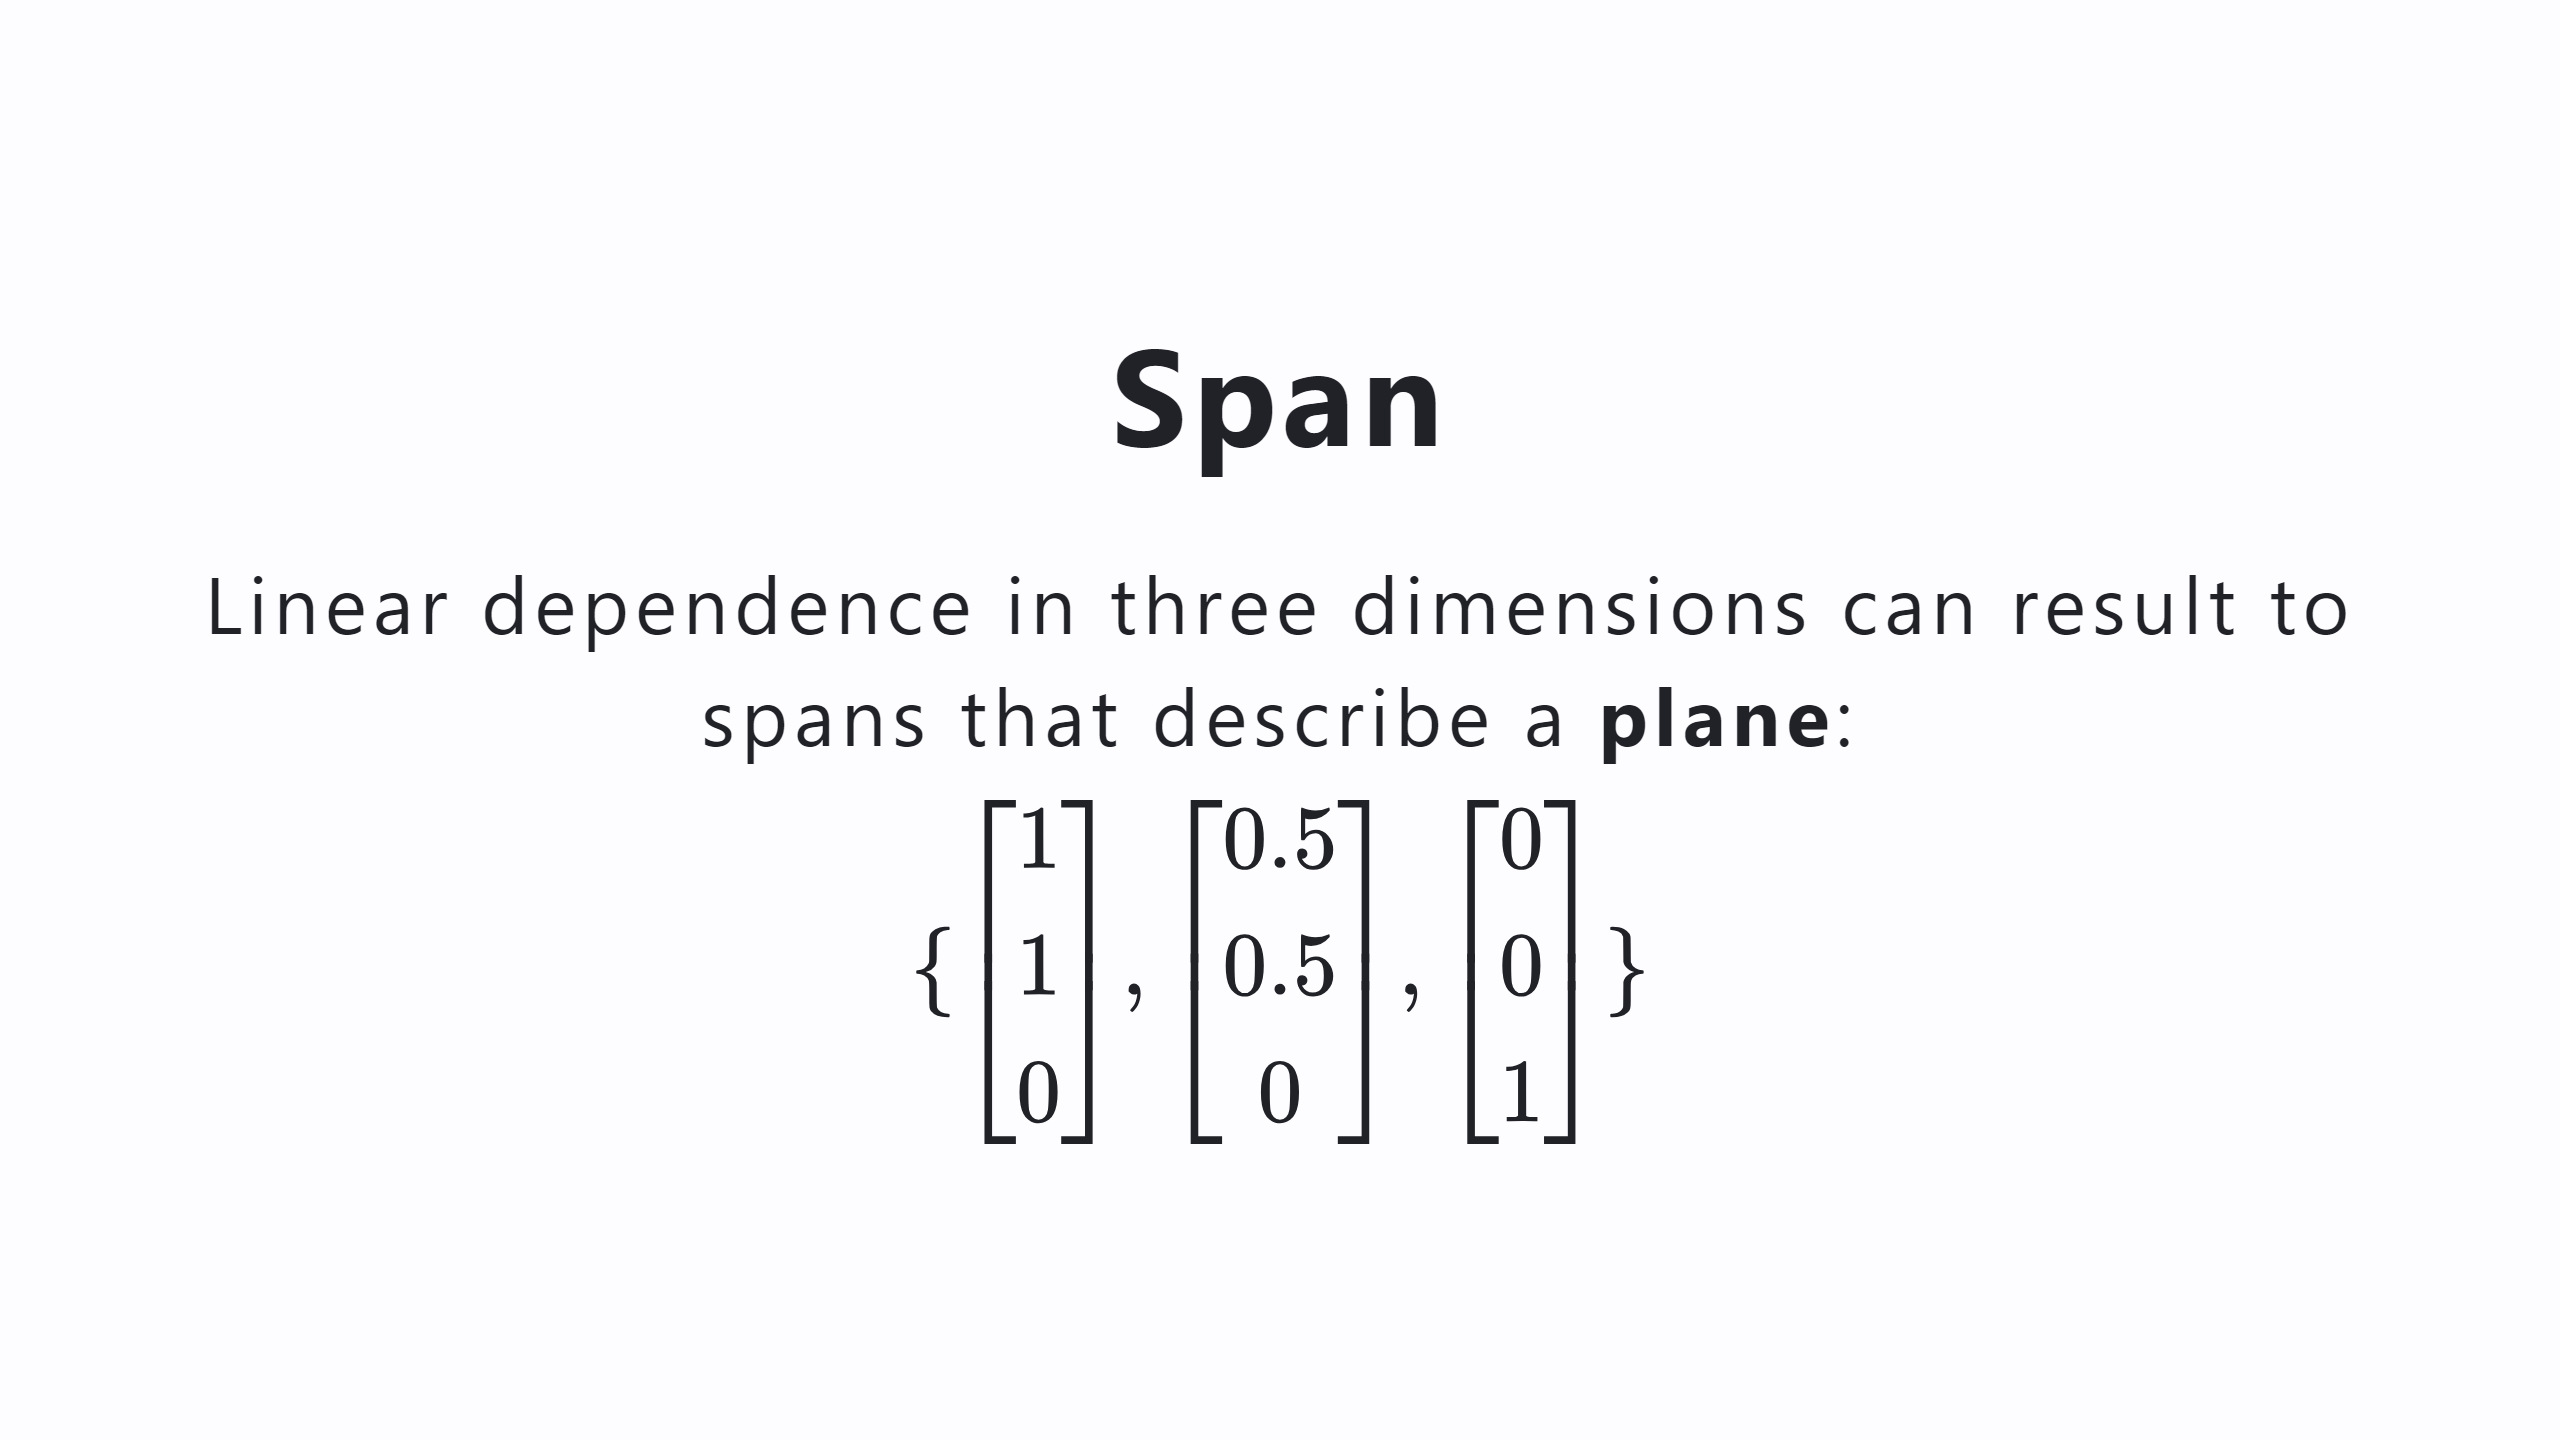 Span
Linear dependence in three dimensions can result to
spans that describe a plane:
{ [1 1 0], [0.5 0.5 0], [0 0 1] }